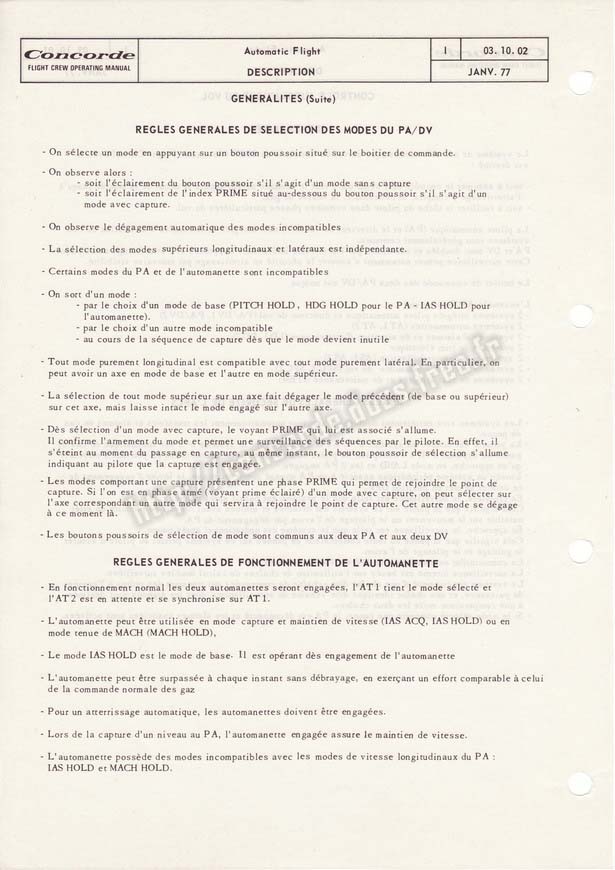 Concorde
FLIGHT CREW OPERATING MANUAL
Automatic Flight
DESCRIPTION
1
03. 10. 02
JANV. 77
GENERALITES (Suite)
REGLES GENERALES DE SELECTION DES MODES DU PA/DV
- On sélecte un mode en appuyant sur un bouton poussoir situé sur le boitier de commande.
- On observe alors :
- soit l'éclairement du bouton poussoir s'il s'agit d'un mode sans capture
- soit l'éclairement de l'index PRIME situé au-dessous du bouton poussoir s'il s'agit d'un
mode avec capture.
- On observe le dégagement automatique des modes incompatibles
- La sélection des modes supérieurs longitudinaux et latéraux est indépendante.
- Certains modes du PA et de l'automanette sont incompatibles
- On sort d'un mode :
- par le choix d'un mode de base (PITCH HOLD, HDG HOLD pour le PA - IAS HOLD pour
l'automanette).
- par le choix d'un autre mode incompatible
- au cours de la séquence de capture dès que le mode devient inutile
- Tout mode purement longitudinal est compatible avec tout mode purement latéral. En particulier, on
peut avoir un axe en mode de base et l'autre en mode supérieur.
- La sélection de tout mode supérieur sur un axe fait dégager le mode précédent (de base ou supérieur)
sur cet axe, mais laisse intact le mode engagé sur l'autre axe.
- Dès sélection d'un mode avec capture, le voyant PRIME qui lui est associé s'allume.
Il confirme l'armement du mode et permet une surveillance des séquences par le pilote. En effet, il
s'éteint au moment du passage en capture, au même instant, le bouton poussoir de sélection s'allume
indiquant au pilote que la capture est engagée.
- Les modes comportant une capture présentent une phase PRIME qui permet de rejoindre le point de
capture. Si l'on est en phase armé (voyant prime éclairé) d'un mode avec capture, on peut sélecter sur
l'axe correspondant un autre mode qui servira à rejoindre le point de capture. Cet autre mode se dégage
à ce moment là.
- Les boutons poussoirs de sélection de mode sont communs aux deux PA et aux deux DV
REGLES GENERALES DE FONCTIONNEMENT DE L'AUTOMANETTE
- En fonctionnement normal les deux automanettes seront engagées, l'AT1 tient le mode sélecté et
l'AT2 est en attente et se synchronise sur AT1.
- L'automanette peut être utilisée en mode capture et maintien de vitesse (IAS ACQ, IAS HOLD) ou en
mode tenue de MACH (MACH HOLD),
- Le mode IAS HOLD est le mode de base. Il est opérant dès engagement de l'automanette
- L'automanette peut être surpassée à chaque instant sans débrayage, en exerçant un effort comparable à celui
de la commande normale des gaz
- Pour un atterrissage automatique, les automanettes doivent être engagées.
- Lors de la capture d'un niveau au PA, l'automanette engagée assure le maintien de vitesse.
- L'automanette possède des modes incompatibles avec les modes de vitesse longitudinaux du PA :
IAS HOLD et MACH HOLD.